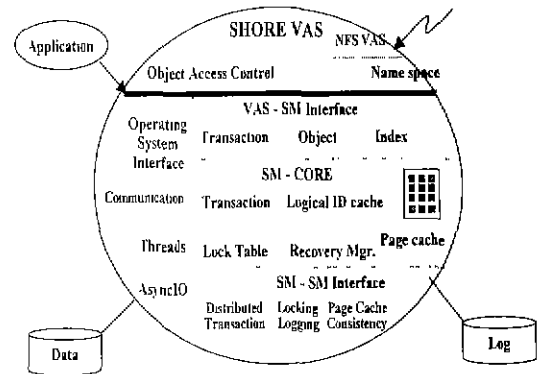 SHORE VAS
NFS VAS
Application
Object Access Control
Name space
VAS - SM Interface
Operating
System
Interface
Transaction Object Index
SM - CORE
Communication
Transaction Logical ID cache
Threads
Lock Table Recovery Mgr.
Page cache
SM - SM Interface
AsyncIO
Distributed Locking Page Cache
Transaction Logging Consistency
Data
Log